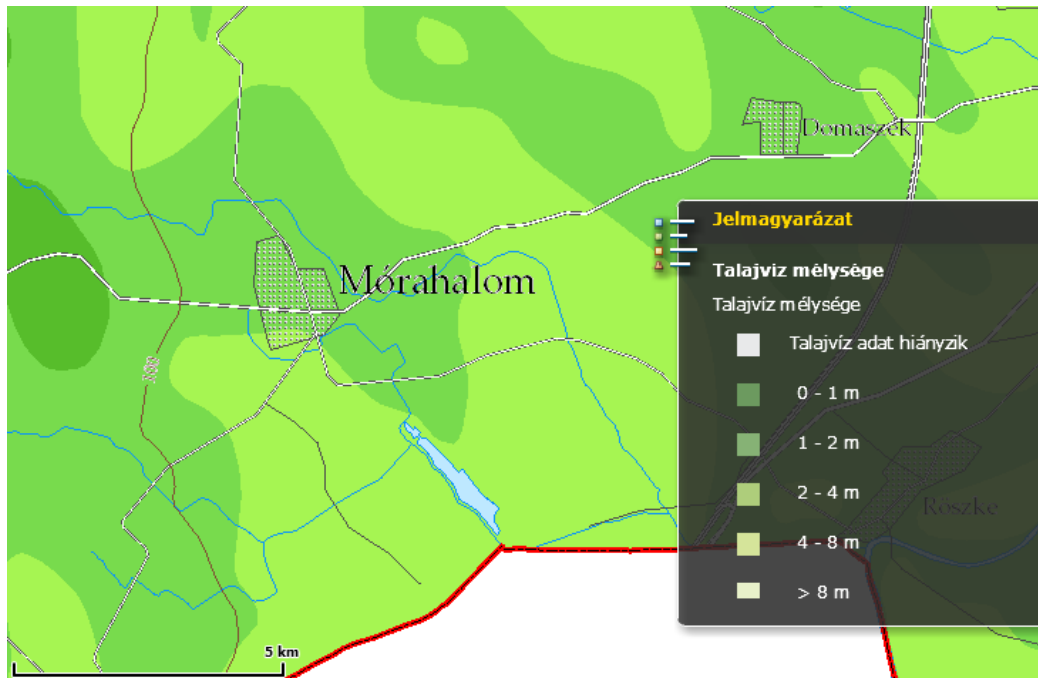 Domaszék
Jelmagyarázat
Mórahalom
Talajvíz mélysége
Talajvíz mélysége
Talajvíz adat hiányzik
0 - 1 m
1 - 2 m
2 - 4 m
Röszke
4 - 8 m
> 8 m
5 km